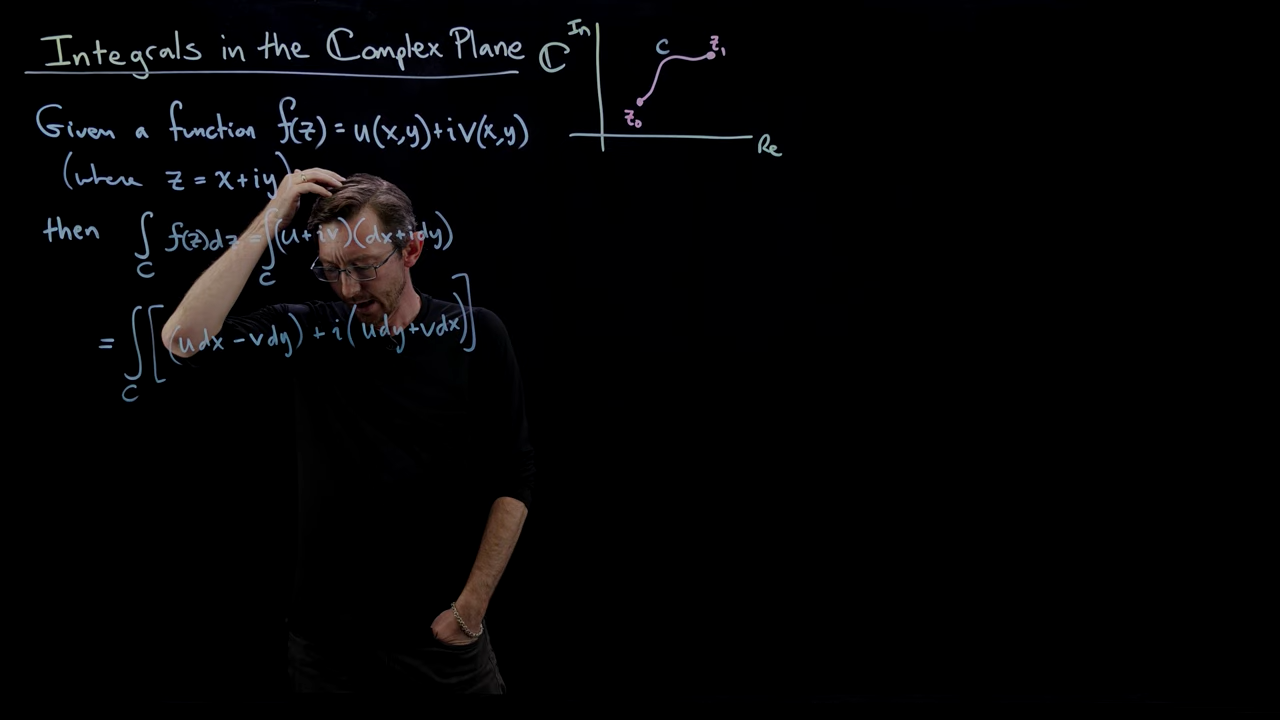 Integrals in the Complex Plane
ℂ
Im
C
z₁
z₀
Re
Given a function f(z) = u(x,y)+iv(x,y)
(where z = x+iy)
then ∫_C f(z)dz = ∫_C (u+iv)(dx+idy)
= ∫_C [(udx-vdy) + i(udy+vdx)]